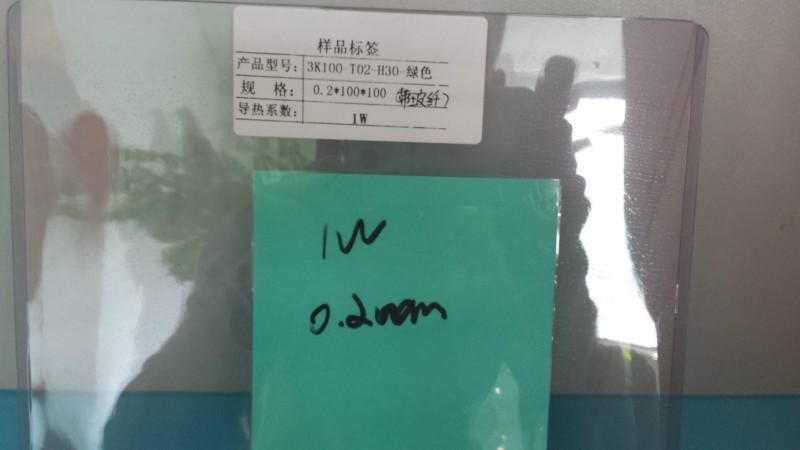 样品标签
产品型号: 3K100-T02-H30-绿色
规 格: 0.2*100*100 (带玻纤)
导热系数: 1W
1W
0.2mm